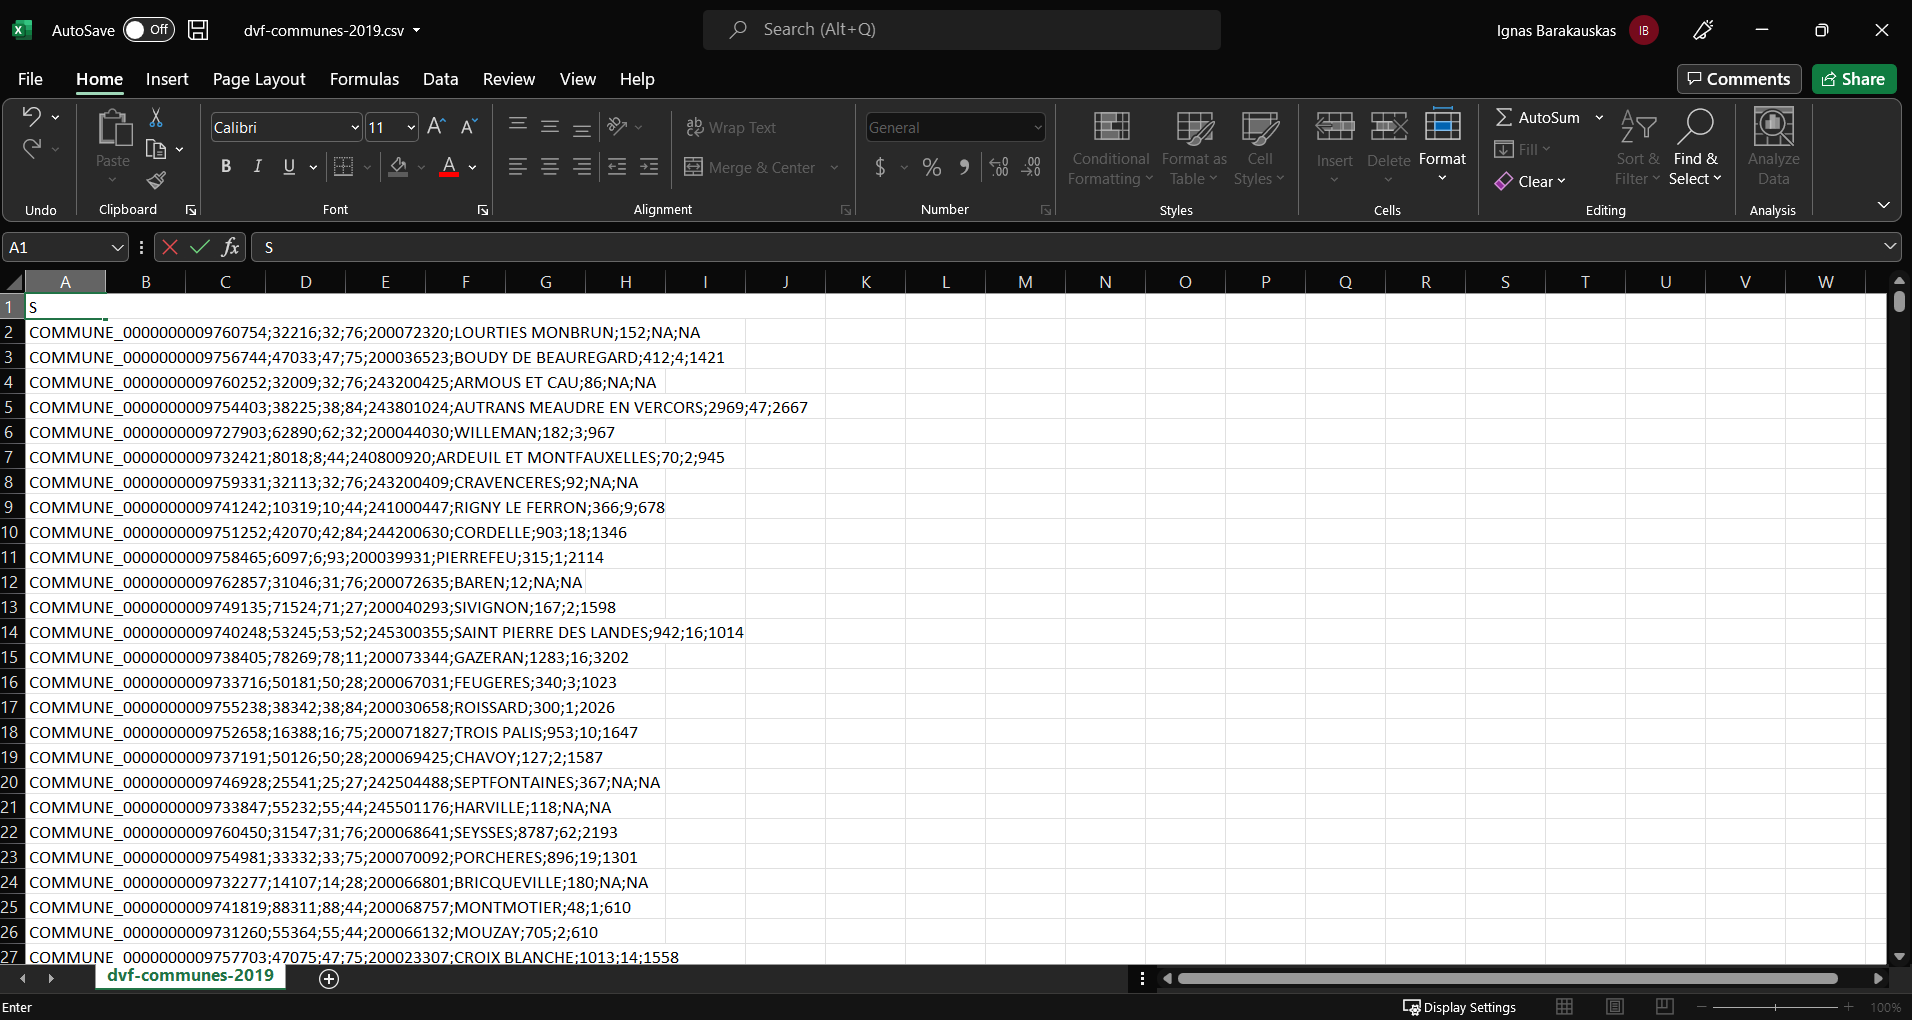 AutoSave Off dvf-communes-2019.csv Search (Alt+Q) Ignas Barakauskas IB
File Home Insert Page Layout Formulas Data Review View Help Comments Share
Paste
Calibri 11
B I U A
ab Wrap Text
Merge & Center
General
$ % .00
Conditional Formatting Format as Table Cell Styles
Insert Delete Format
AutoSum
Fill
Clear
Sort & Filter Find & Select
Analyze Data
Undo Clipboard Font Alignment Number Styles Cells Editing Analysis
A1 fx S
A B C D E F G H I J K L M N O P Q R S T U V W
1 S
2 COMMUNE_0000000009760754;32216;32;76;200072320;LOURTIES MONBRUN;152;NA;NA
3 COMMUNE_0000000009756744;47033;47;75;200036523;BOUDY DE BEAUREGARD;412;4;1421
4 COMMUNE_0000000009760252;32009;32;76;243200425;ARMOUS ET CAU;86;NA;NA
5 COMMUNE_0000000009754403;38225;38;84;243801024;AUTRANS MEAUDRE EN VERCORS;2969;47;2667
6 COMMUNE_0000000009727903;62890;62;32;200044030;WILLEMAN;182;3;967
7 COMMUNE_0000000009732421;8018;8;44;240800920;ARDEUIL ET MONTFAUXELLES;70;2;945
8 COMMUNE_0000000009759331;32113;32;76;243200409;CRAVENCERES;92;NA;NA
9 COMMUNE_0000000009741242;10319;10;44;241000447;RIGNY LE FERRON;366;9;678
10 COMMUNE_0000000009751252;42070;42;84;244200630;CORDELLE;903;18;1346
11 COMMUNE_0000000009758465;6097;6;93;200039931;PIERREFEU;315;1;2114
12 COMMUNE_0000000009762857;31046;31;76;200072635;BAREN;12;NA;NA
13 COMMUNE_0000000009749135;71524;71;27;200040293;SIVIGNON;167;2;1598
14 COMMUNE_0000000009740248;53245;53;52;245300355;SAINT PIERRE DES LANDES;942;16;1014
15 COMMUNE_0000000009738405;78269;78;11;200073344;GAZERAN;1283;16;3202
16 COMMUNE_0000000009733716;50181;50;28;200067031;FEUGERES;340;3;1023
17 COMMUNE_0000000009755238;38342;38;84;200030658;ROISSARD;300;1;2026
18 COMMUNE_0000000009752658;16388;16;75;200071827;TROIS PALIS;953;10;1647
19 COMMUNE_0000000009737191;50126;50;28;200069425;CHAVOY;127;2;1587
20 COMMUNE_0000000009746928;25541;25;27;242504488;SEPTFONTAINES;367;NA;NA
21 COMMUNE_0000000009733847;55232;55;44;245501176;HARVILLE;118;NA;NA
22 COMMUNE_0000000009760450;31547;31;76;200068641;SEYSSES;8787;62;2193
23 COMMUNE_0000000009754981;33332;33;75;200070092;PORCHERES;896;19;1301
24 COMMUNE_0000000009732277;14107;14;28;200066801;BRICQUEVILLE;180;NA;NA
25 COMMUNE_0000000009741819;88311;88;44;200068757;MONTMOTIER;48;1;610
26 COMMUNE_0000000009731260;55364;55;44;200066132;MOUZAY;705;2;610
27 COMMUNE_0000000009757703;47075;47;75;200023307;CROIX BLANCHE;1013;14;1558
dvf-communes-2019
Enter Display Settings 100%